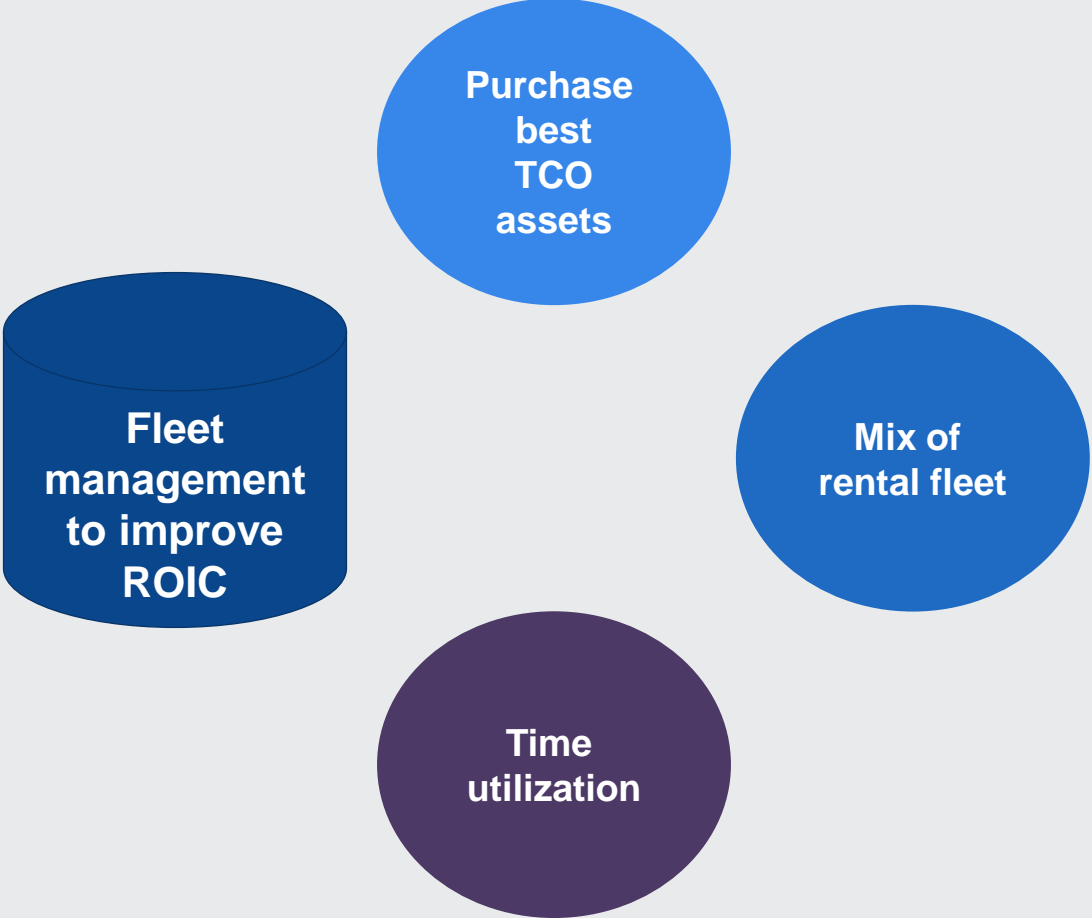 Purchase
best
TCO
assets
Fleet
management
to improve
ROIC
Mix of
rental fleet
Time
utilization